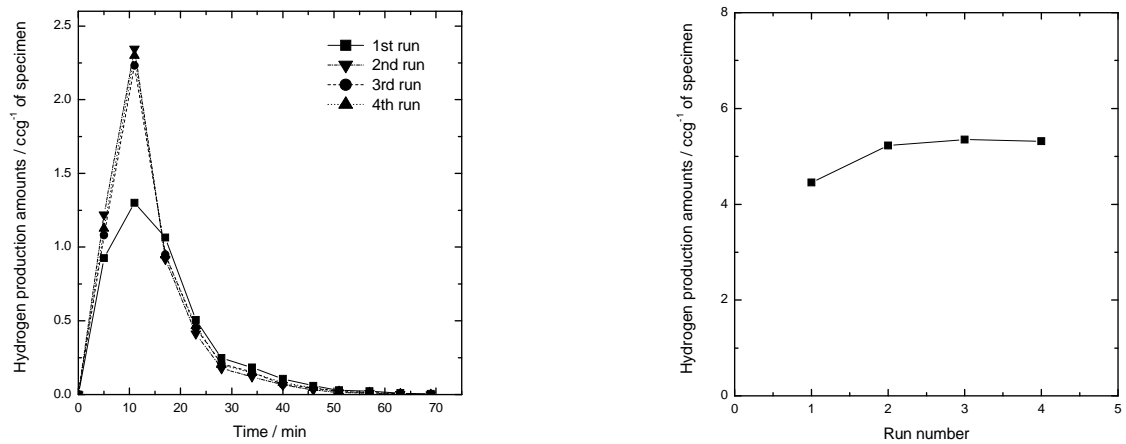 Hydrogen production amounts / ccg⁻¹ of specimen
2.5
2.0
1.5
1.0
0.5
0.0
0 10 20 30 40 50 60 70
Time / min
1st run
2nd run
3rd run
4th run
Hydrogen production amounts / ccg⁻¹ of specimen
8
6
4
2
0
0 1 2 3 4 5
Run number